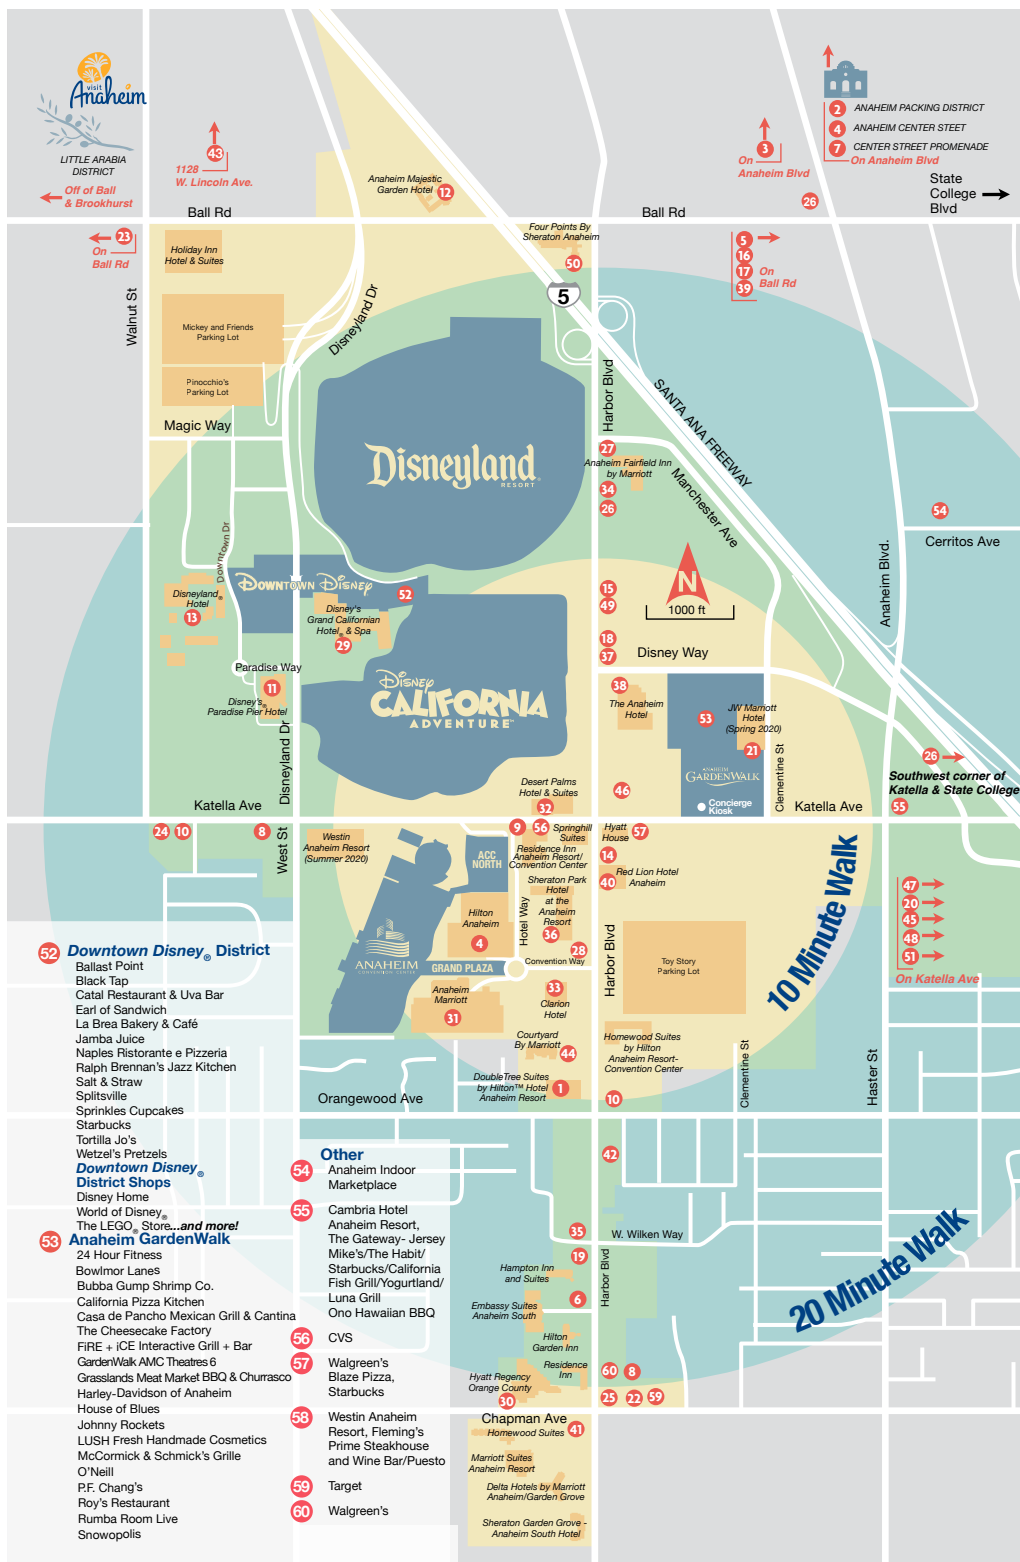 visit
Anaheim
LITTLE ARABIA
DISTRICT
Off of Ball
& Brookhurst
43
1128
W. Lincoln Ave.
Anaheim Majestic
Garden Hotel
12
3
On
Anaheim Blvd
2 ANAHEIM PACKING DISTRICT
4 ANAHEIM CENTER STEET
7 CENTER STREET PROMENADE
On Anaheim Blvd
State
College
Blvd
26
Ball Rd
Ball Rd
23
On
Ball Rd
Holiday Inn
Hotel & Suites
Four Points By
Sheraton Anaheim
50
5
16
17
39
On
Ball Rd
5
Walnut St
Mickey and Friends
Parking Lot
Disneyland Dr
Pinocchio's
Parking Lot
Magic Way
Harbor Blvd
SANTA ANA FREEWAY
Disneyland
RESORT
27
Anaheim Fairfield Inn
by Marriott
34
26
Manchester Ave
54
Cerritos Ave
Anaheim Blvd.
Downtown Dr
DOWNTOWN DISNEY
52
Disneyland®
Hotel
13
Disney's
Grand Californian
Hotel® & Spa
29
15
49
N
1000 ft
18
37
Disney Way
Paradise Way
11
Disney's®
Paradise Pier Hotel
Disneyland Dr
Disney
CALIFORNIA
ADVENTURE™
38
The Anaheim
Hotel
53
JW Marriott
Hotel
(Spring 2020)
21
ANAHEIM
GARDENWALK
Concierge
Kiosk
Clementine St
26
Southwest corner of
Katella & State College
55
46
Desert Palms
Hotel & Suites
32
Katella Ave
Katella Ave
24
10
8
West St
Westin
Anaheim Resort
(Summer 2020)
ACC
NORTH
9
56
Springhill
Suites
Residence Inn
Anaheim Resort/
Convention Center
Hyatt
House
57
14
40
Red Lion Hotel
Anaheim
Sheraton Park
Hotel
at the
Anaheim
Resort
36
Hotel Way
Hilton
Anaheim
4
28
Convention Way
ANAHEIM
CONVENTION CENTER
GRAND PLAZA
Anaheim
Marriott
31
33
Clarion
Hotel
Harbor Blvd
Toy Story
Parking Lot
10 Minute Walk
47
20
45
48
51
On Katella Ave
Courtyard
By Marriott
44
Homewood Suites
by Hilton
Anaheim Resort-
Convention Center
DoubleTree Suites
by Hilton™ Hotel
Anaheim Resort
1
10
Clementine St
Haster St
Orangewood Ave
42
35
W. Wilken Way
19
Hampton Inn
and Suites
Harbor Blvd
6
Embassy Suites
Anaheim South
Hilton
Garden Inn
Residence
Inn
Hyatt Regency
Orange County
30
60
8
25
22
59
20 Minute Walk
Chapman Ave
Homewood Suites
41
Marriott Suites
Anaheim Resort
Delta Hotels by Marriott
Anaheim/Garden Grove
Sheraton Garden Grove -
Anaheim South Hotel
52 Downtown Disney® District
Ballast Point
Black Tap
Catal Restaurant & Uva Bar
Earl of Sandwich
La Brea Bakery & Café
Jamba Juice
Naples Ristorante e Pizzeria
Ralph Brennan's Jazz Kitchen
Salt & Straw
Splitsville
Sprinkles Cupcakes
Starbucks
Tortilla Jo's
Wetzel's Pretzels
Downtown Disney®
District Shops
Disney Home
World of Disney®
The LEGO® Store...and more!
53 Anaheim GardenWalk
24 Hour Fitness
Bowlmor Lanes
Bubba Gump Shrimp Co.
California Pizza Kitchen
Casa de Pancho Mexican Grill & Cantina
The Cheesecake Factory
FiRE + iCE Interactive Grill + Bar
GardenWalk AMC Theatres 6
Grasslands Meat Market BBQ & Churrasco
Harley-Davidson of Anaheim
House of Blues
Johnny Rockets
LUSH Fresh Handmade Cosmetics
McCormick & Schmick's Grille
O'Neill
P.F. Chang's
Roy's Restaurant
Rumba Room Live
Snowopolis
Other
54 Anaheim Indoor
Marketplace
55 Cambria Hotel
Anaheim Resort,
The Gateway- Jersey
Mike's/The Habit/
Starbucks/California
Fish Grill/Yogurtland/
Luna Grill
Ono Hawaiian BBQ
56 CVS
57 Walgreen's
Blaze Pizza,
Starbucks
58 Westin Anaheim
Resort, Fleming's
Prime Steakhouse
and Wine Bar/Puesto
59 Target
60 Walgreen's